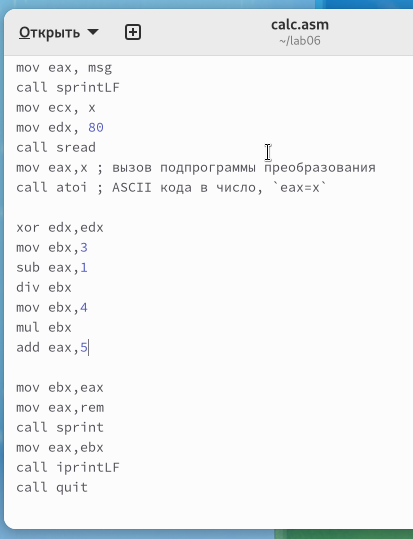 Открыть
calc.asm
~/lab06
mov eax, msg
call sprintLF
mov ecx, x
mov edx, 80
call sread
mov eax,x ; вызов подпрограммы преобразования
call atoi ; ASCII кода в число, `eax=x`
xor edx,edx
mov ebx,3
sub eax,1
div ebx
mov ebx,4
mul ebx
add eax,5
mov ebx,eax
mov eax,rem
call sprint
mov eax,ebx
call iprintLF
call quit